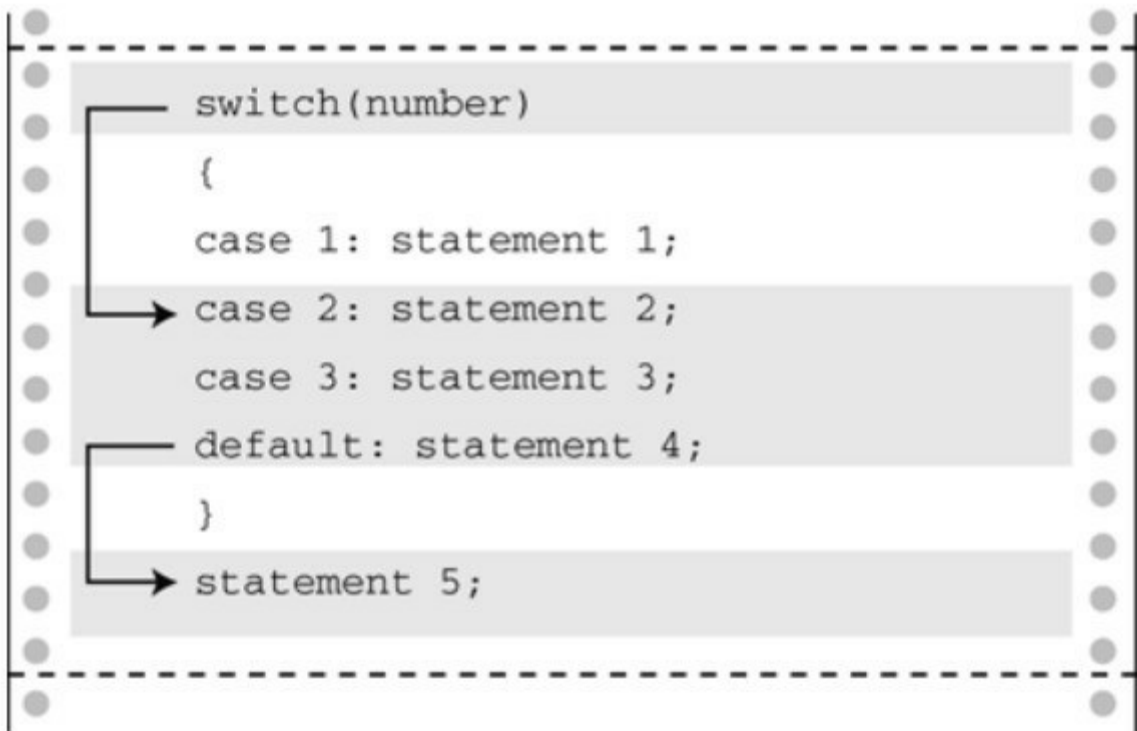 switch(number)
{
case 1: statement 1;
case 2: statement 2;
case 3: statement 3;
default: statement 4;
}
statement 5;